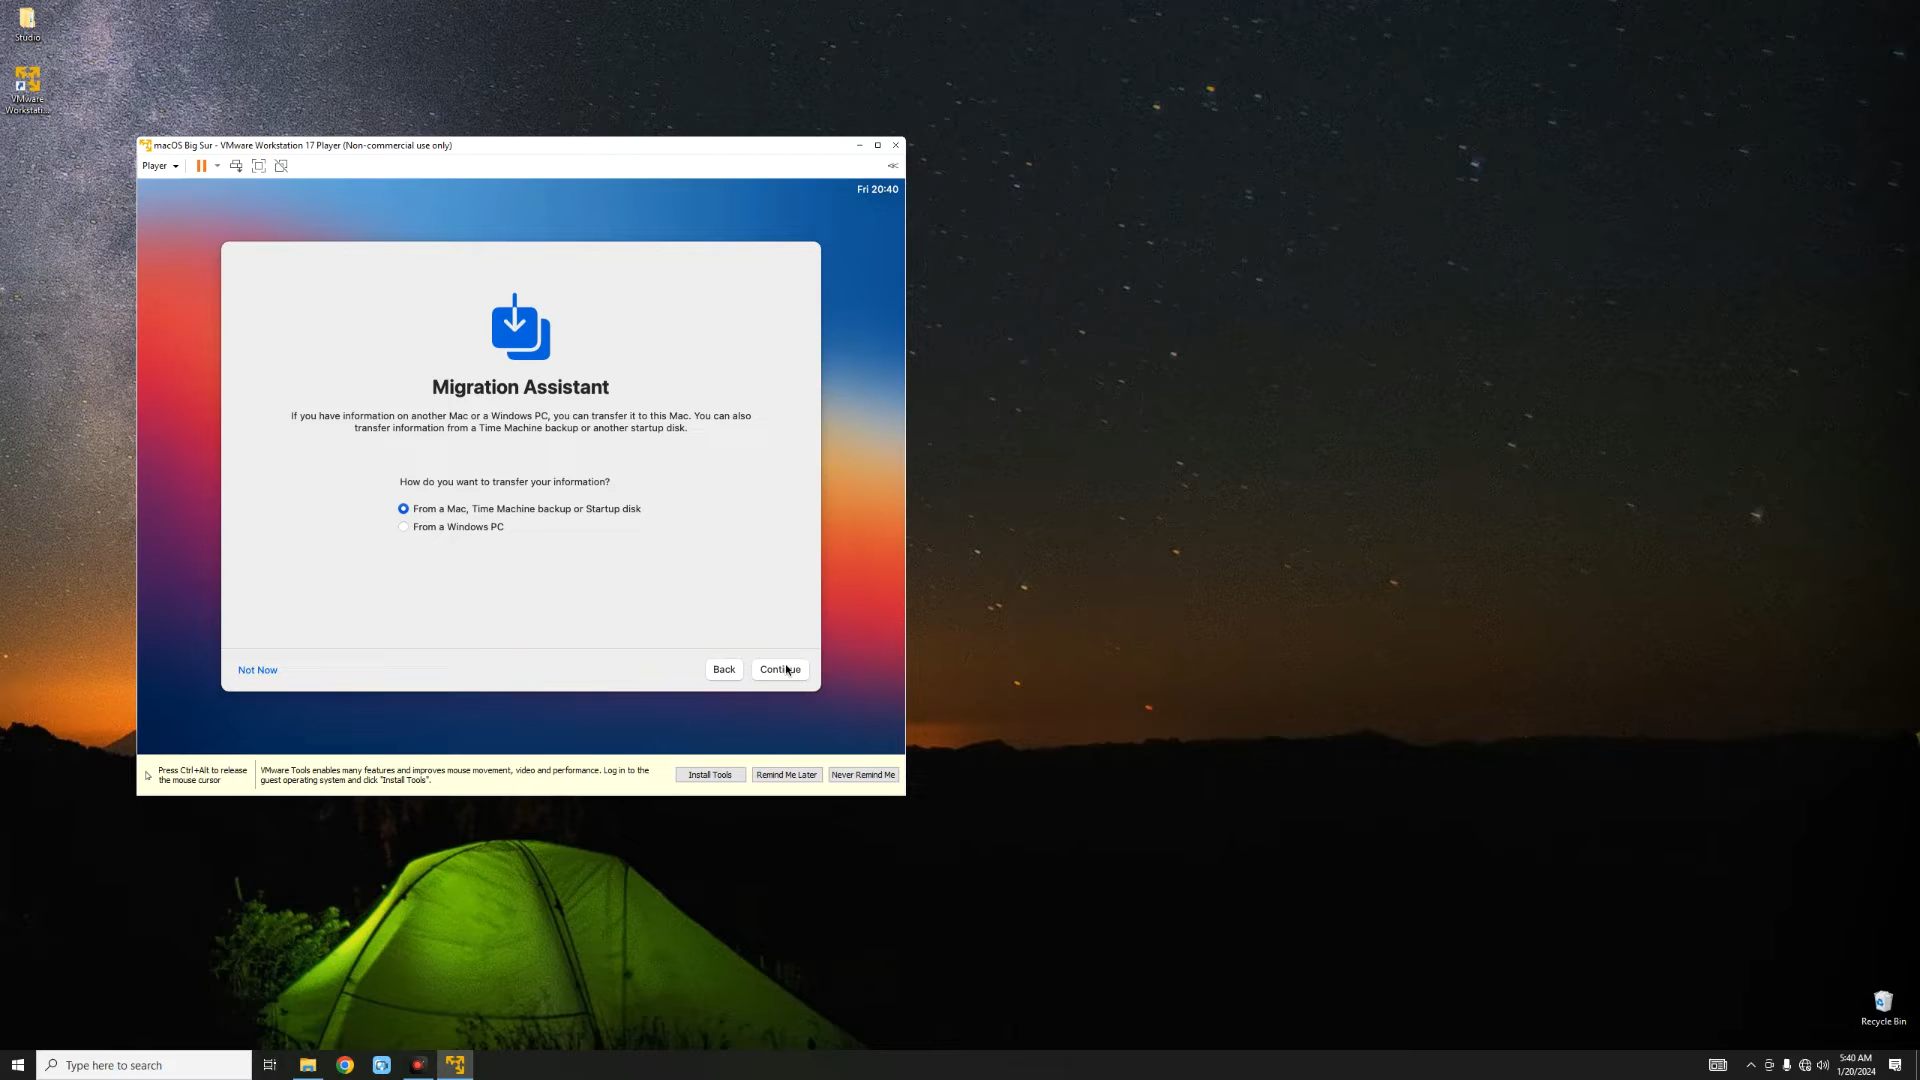 Studio
VMware
Workstati...
macOS Big Sur - VMware Workstation 17 Player (Non-commercial use only)
Player
Fri 20:40
Migration Assistant
If you have information on another Mac or a Windows PC, you can transfer it to this Mac. You can also
transfer information from a Time Machine backup or another startup disk.
How do you want to transfer your information?
From a Mac, Time Machine backup or Startup disk
From a Windows PC
Not Now
Back
Continue
Press Ctrl+Alt to release
the mouse cursor
VMware Tools enables many features and improves mouse movement, video and performance. Log in to the
guest operating system and click "Install Tools".
Install Tools
Remind Me Later
Never Remind Me
Recycle Bin
Type here to search
5:40 AM
1/20/2024